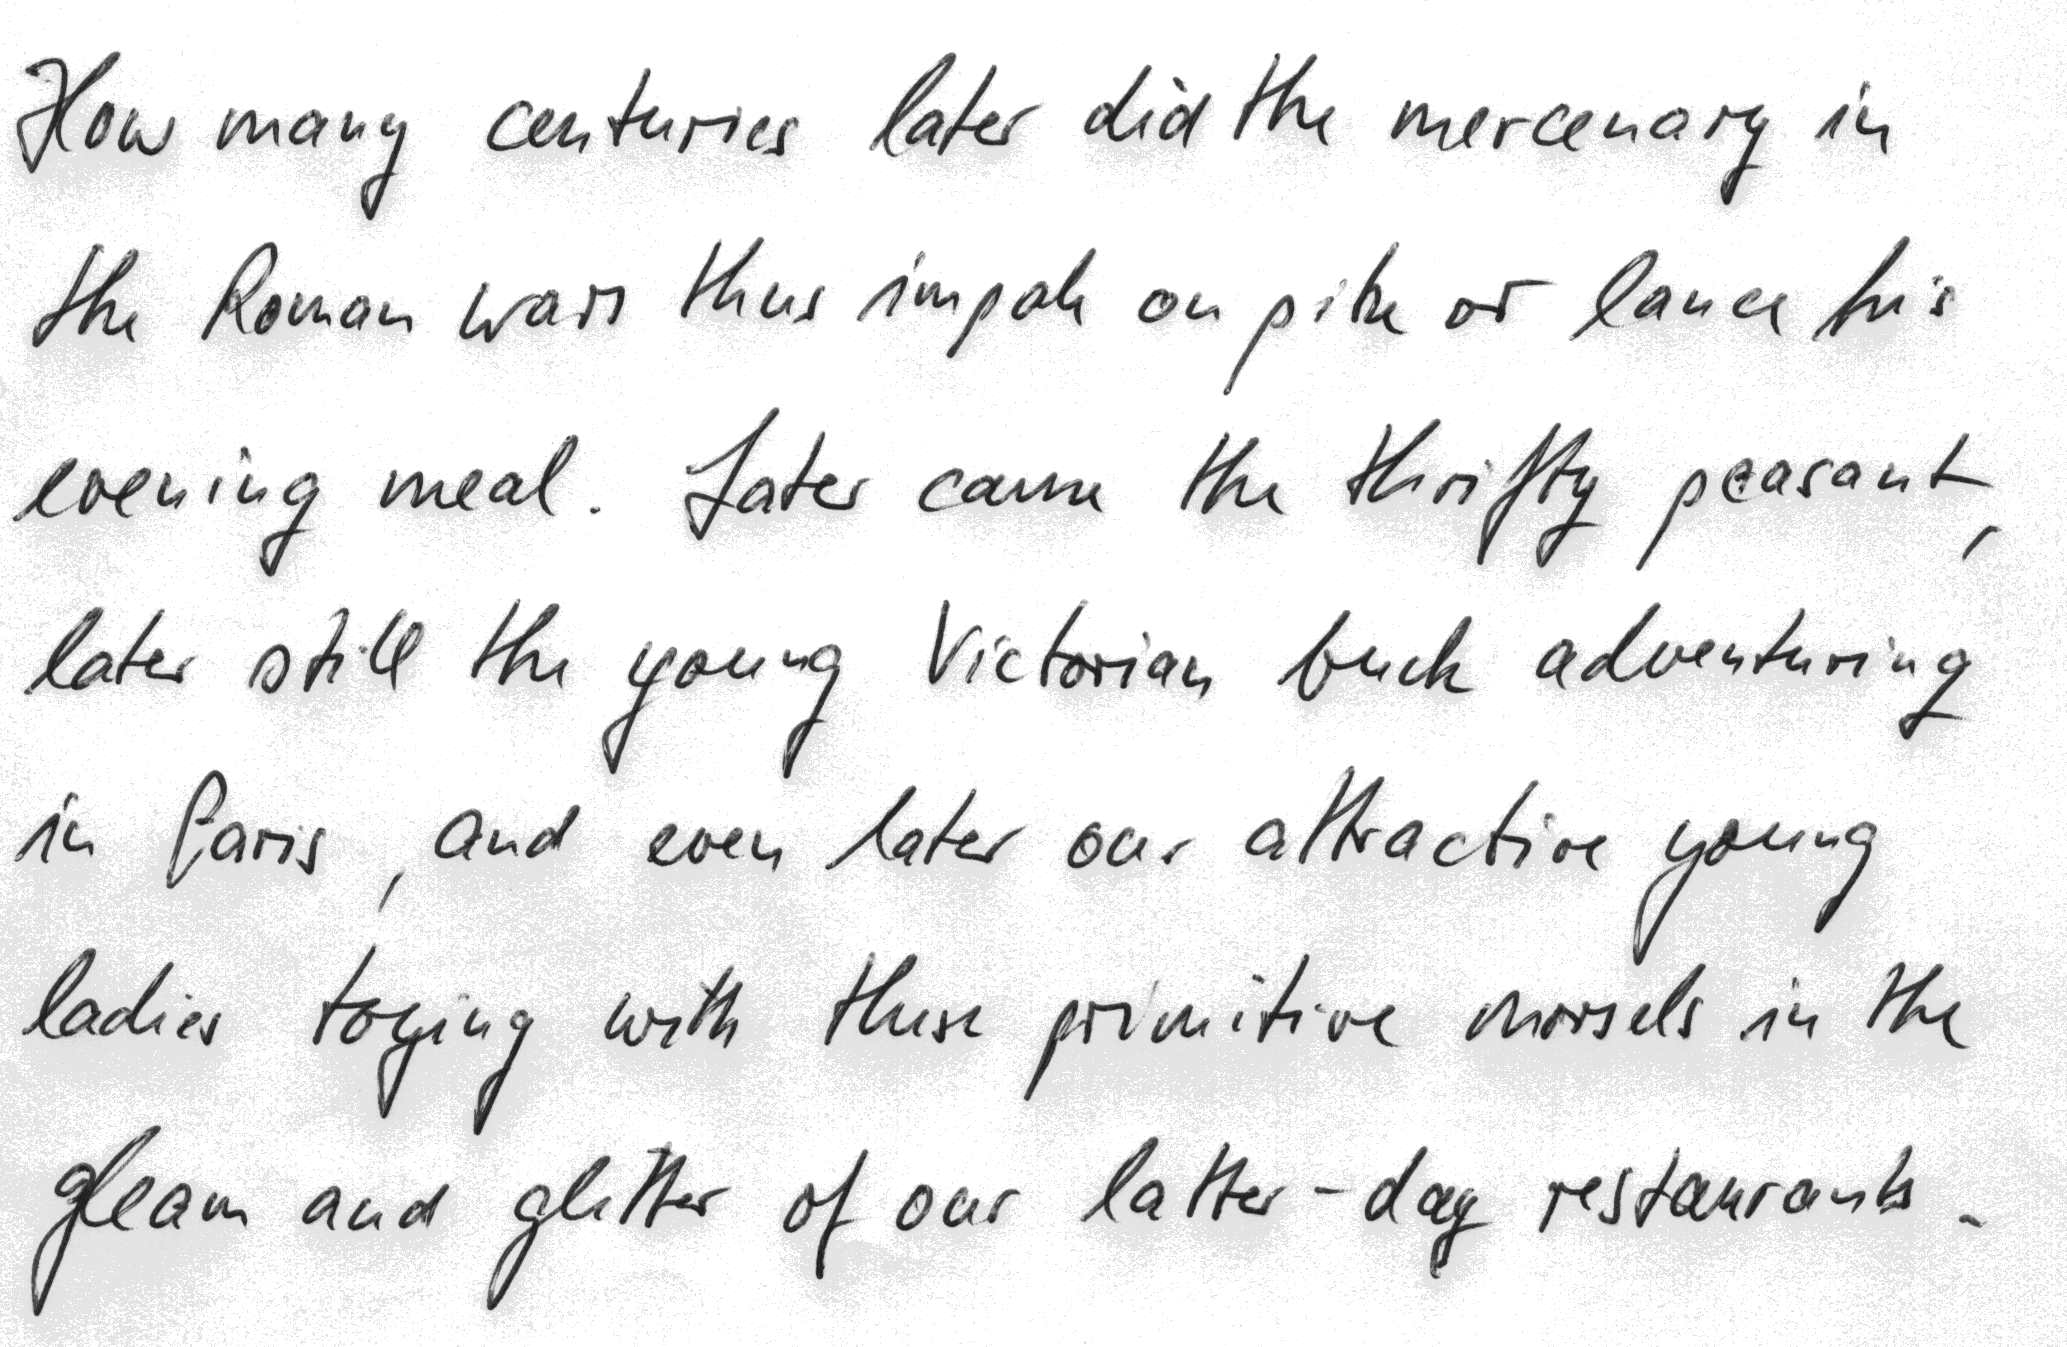 How many centuries later did the mercenary in
the Roman wars thus impale on pike or lance his
evening meal. Later came the thrifty peasant,
later still the young Victorian buck adventuring
in Paris, and even later our attractive young
ladies toying with these primitive morsels in the
gleam and glitter of our latter-day restaurants.